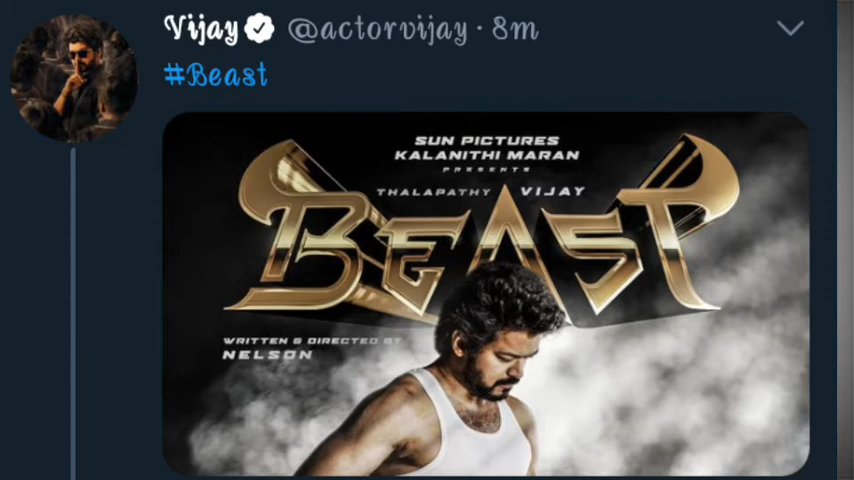 Vijay @actorvijay · 8m
#Beast
SUN PICTURES
KALANITHI MARAN
PRESENTS
THALAPATHY VIJAY
BEAST
WRITTEN & DIRECTED BY
NELSON